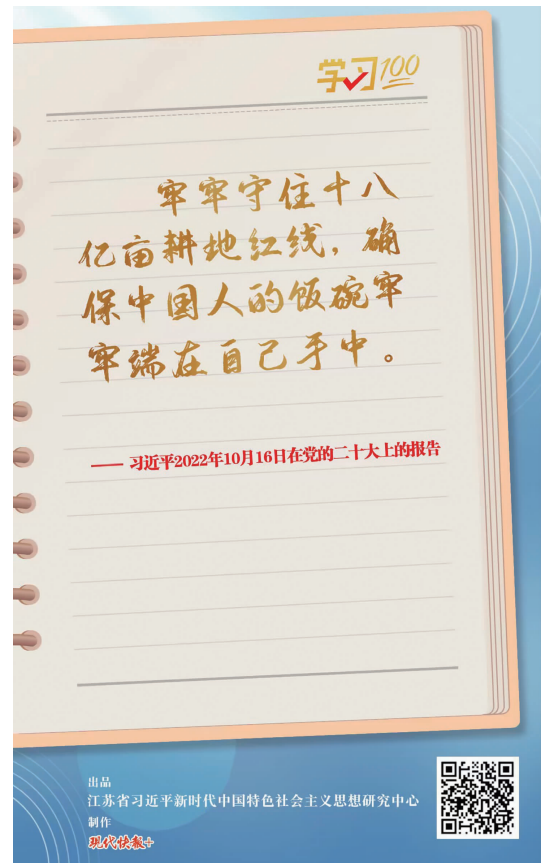 学习100
牢牢守住十八
亿亩耕地红线，确
保中国人的饭碗牢
牢端在自己手中。
—— 习近平2022年10月16日在党的二十大上的报告
出品
江苏省习近平新时代中国特色社会主义思想研究中心
制作
现代快报+